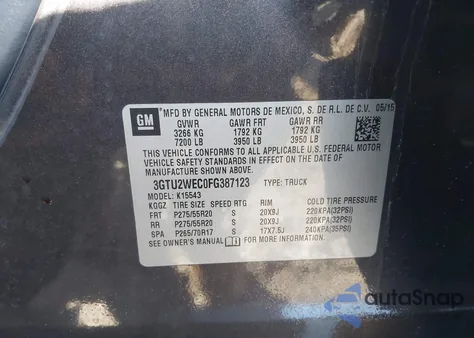 GM
*MFD BY GENERAL MOTORS DE MEXICO, S. DE R.L. DE C.V. 05/15
GVWR GAWR FRT GAWR RR
3266 KG 1792 KG 1792 KG
7200 LB 3950 LB 3950 LB
THIS VEHICLE CONFORMS TO ALL APPLICABLE U.S. FEDERAL MOTOR
VEHICLE SAFETY AND THEFT PREVENTION STANDARDS IN EFFECT ON THE DATE OF
MANUFACTURE SHOWN ABOVE.
3GTU2WEC0FG387123 TYPE: TRUCK
MODEL: K15543
KGGZ TIRE SIZE SPEED RTG RIM COLD TIRE PRESSURE
FRT P275/55R20 S 20X9J 220KPA(32PSI)
RR P275/55R20 S 20X9J 220KPA(32PSI)
SPA P265/70R17 S 17X7.5J 240KPA(35PSI)
SEE OWNER'S MANUAL FOR ADDITIONAL INFORMATION.
autoSnap